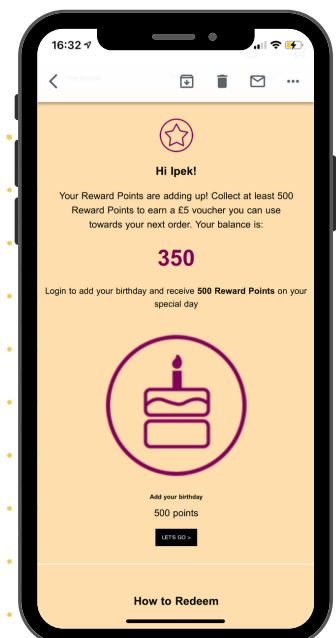 16:32
Hi Ipek!
Your Reward Points are adding up! Collect at least 500
Reward Points to earn a £5 voucher you can use
towards your next order. Your balance is:
350
Login to add your birthday and receive 500 Reward Points on your
special day
Add your birthday
500 points
LET'S GO >
How to Redeem